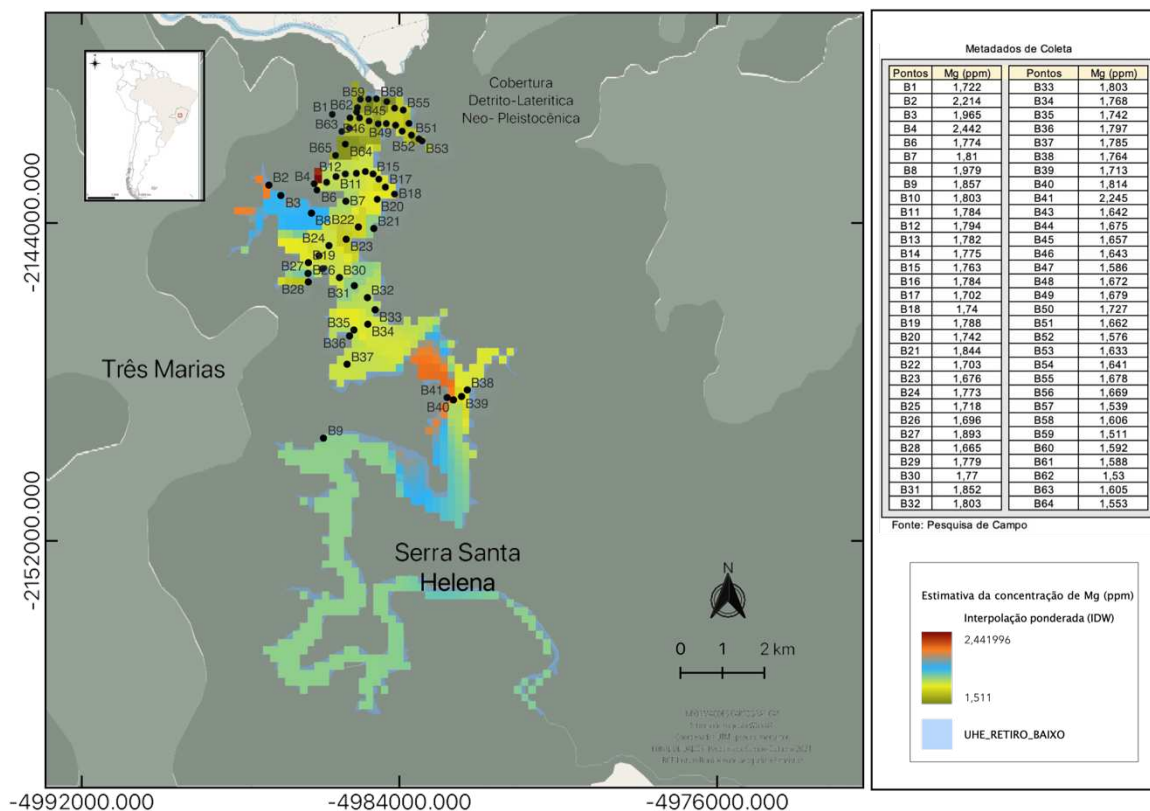 Cobertura
Detrito-Lateritica
Neo- Pleistocênica
B59
B58
B62
B55
B1
B45
B63
B46
B49
B51
B52
B53
B65
B64
B12
B15
B2
B4
B11
B17
B6
B18
B3
B7
B20
B8
B22
B21
B24
B23
B19
B27
B26
B30
B28
B31
B32
B33
B35
B34
B36
B37
Três Marias
B38
B41
B40
B39
B9
Serra Santa
Helena
N
0 1 2 km
-2144000.000
-2152000.000
-4992000.000 -4984000.000 -4976000.000
Metadados de Coleta
Pontos Mg (ppm) Pontos Mg (ppm)
B1 1,722 B33 1,803
B2 2,214 B34 1,768
B3 1,965 B35 1,742
B4 2,442 B36 1,797
B6 1,774 B37 1,785
B7 1,81 B38 1,764
B8 1,979 B39 1,713
B9 1,857 B40 1,814
B10 1,803 B41 2,245
B11 1,784 B43 1,642
B12 1,794 B44 1,675
B13 1,782 B45 1,657
B14 1,775 B46 1,643
B15 1,763 B47 1,586
B16 1,784 B48 1,672
B17 1,702 B49 1,679
B18 1,74 B50 1,727
B19 1,788 B51 1,662
B20 1,742 B52 1,576
B21 1,844 B53 1,633
B22 1,703 B54 1,641
B23 1,676 B55 1,678
B24 1,773 B56 1,669
B25 1,718 B57 1,539
B26 1,696 B58 1,606
B27 1,893 B59 1,511
B28 1,665 B60 1,592
B29 1,779 B61 1,588
B30 1,77 B62 1,53
B31 1,852 B63 1,605
B32 1,803 B64 1,553
Fonte: Pesquisa de Campo
Estimativa da concentração de Mg (ppm)
Interpolação ponderada (IDW)
2,441996
1,511
UHE_RETIRO_BAIXO